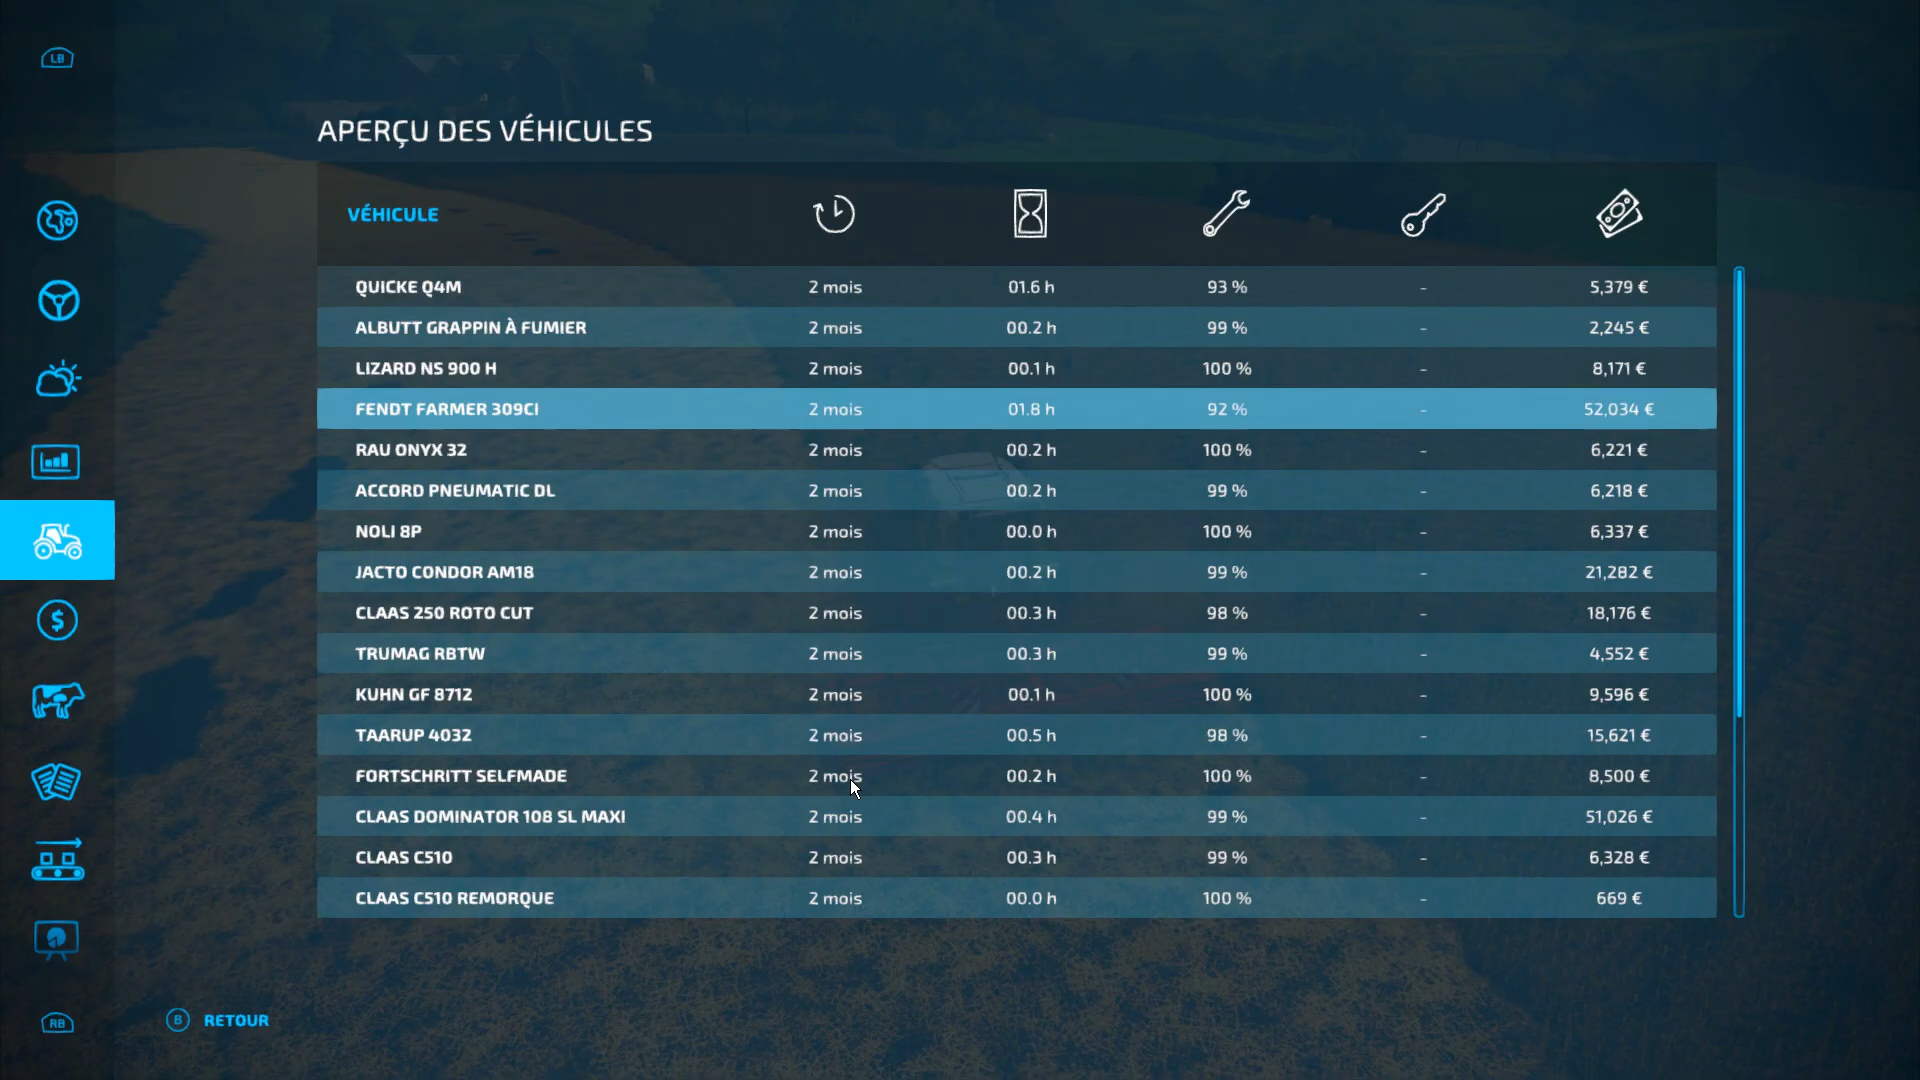 LB
APERÇU DES VÉHICULES
VÉHICULE
QUICKE Q4M 2 mois 01.6 h 93 % - 5,379 €
ALBUTT GRAPPIN À FUMIER 2 mois 00.2 h 99 % - 2,245 €
LIZARD NS 900 H 2 mois 00.1 h 100 % - 8,171 €
FENDT FARMER 309CI 2 mois 01.8 h 92 % - 52,034 €
RAU ONYX 32 2 mois 00.2 h 100 % - 6,221 €
ACCORD PNEUMATIC DL 2 mois 00.2 h 99 % - 6,218 €
NOLI 8P 2 mois 00.0 h 100 % - 6,337 €
JACTO CONDOR AM18 2 mois 00.2 h 99 % - 21,282 €
CLAAS 250 ROTO CUT 2 mois 00.3 h 98 % - 18,176 €
TRUMAG RBTW 2 mois 00.3 h 99 % - 4,552 €
KUHN GF 8712 2 mois 00.1 h 100 % - 9,596 €
TAARUP 4032 2 mois 00.5 h 98 % - 15,621 €
FORTSCHRITT SELFMADE 2 mois 00.2 h 100 % - 8,500 €
CLAAS DOMINATOR 108 SL MAXI 2 mois 00.4 h 99 % - 51,026 €
CLAAS C510 2 mois 00.3 h 99 % - 6,328 €
CLAAS C510 REMORQUE 2 mois 00.0 h 100 % - 669 €
RB
B RETOUR